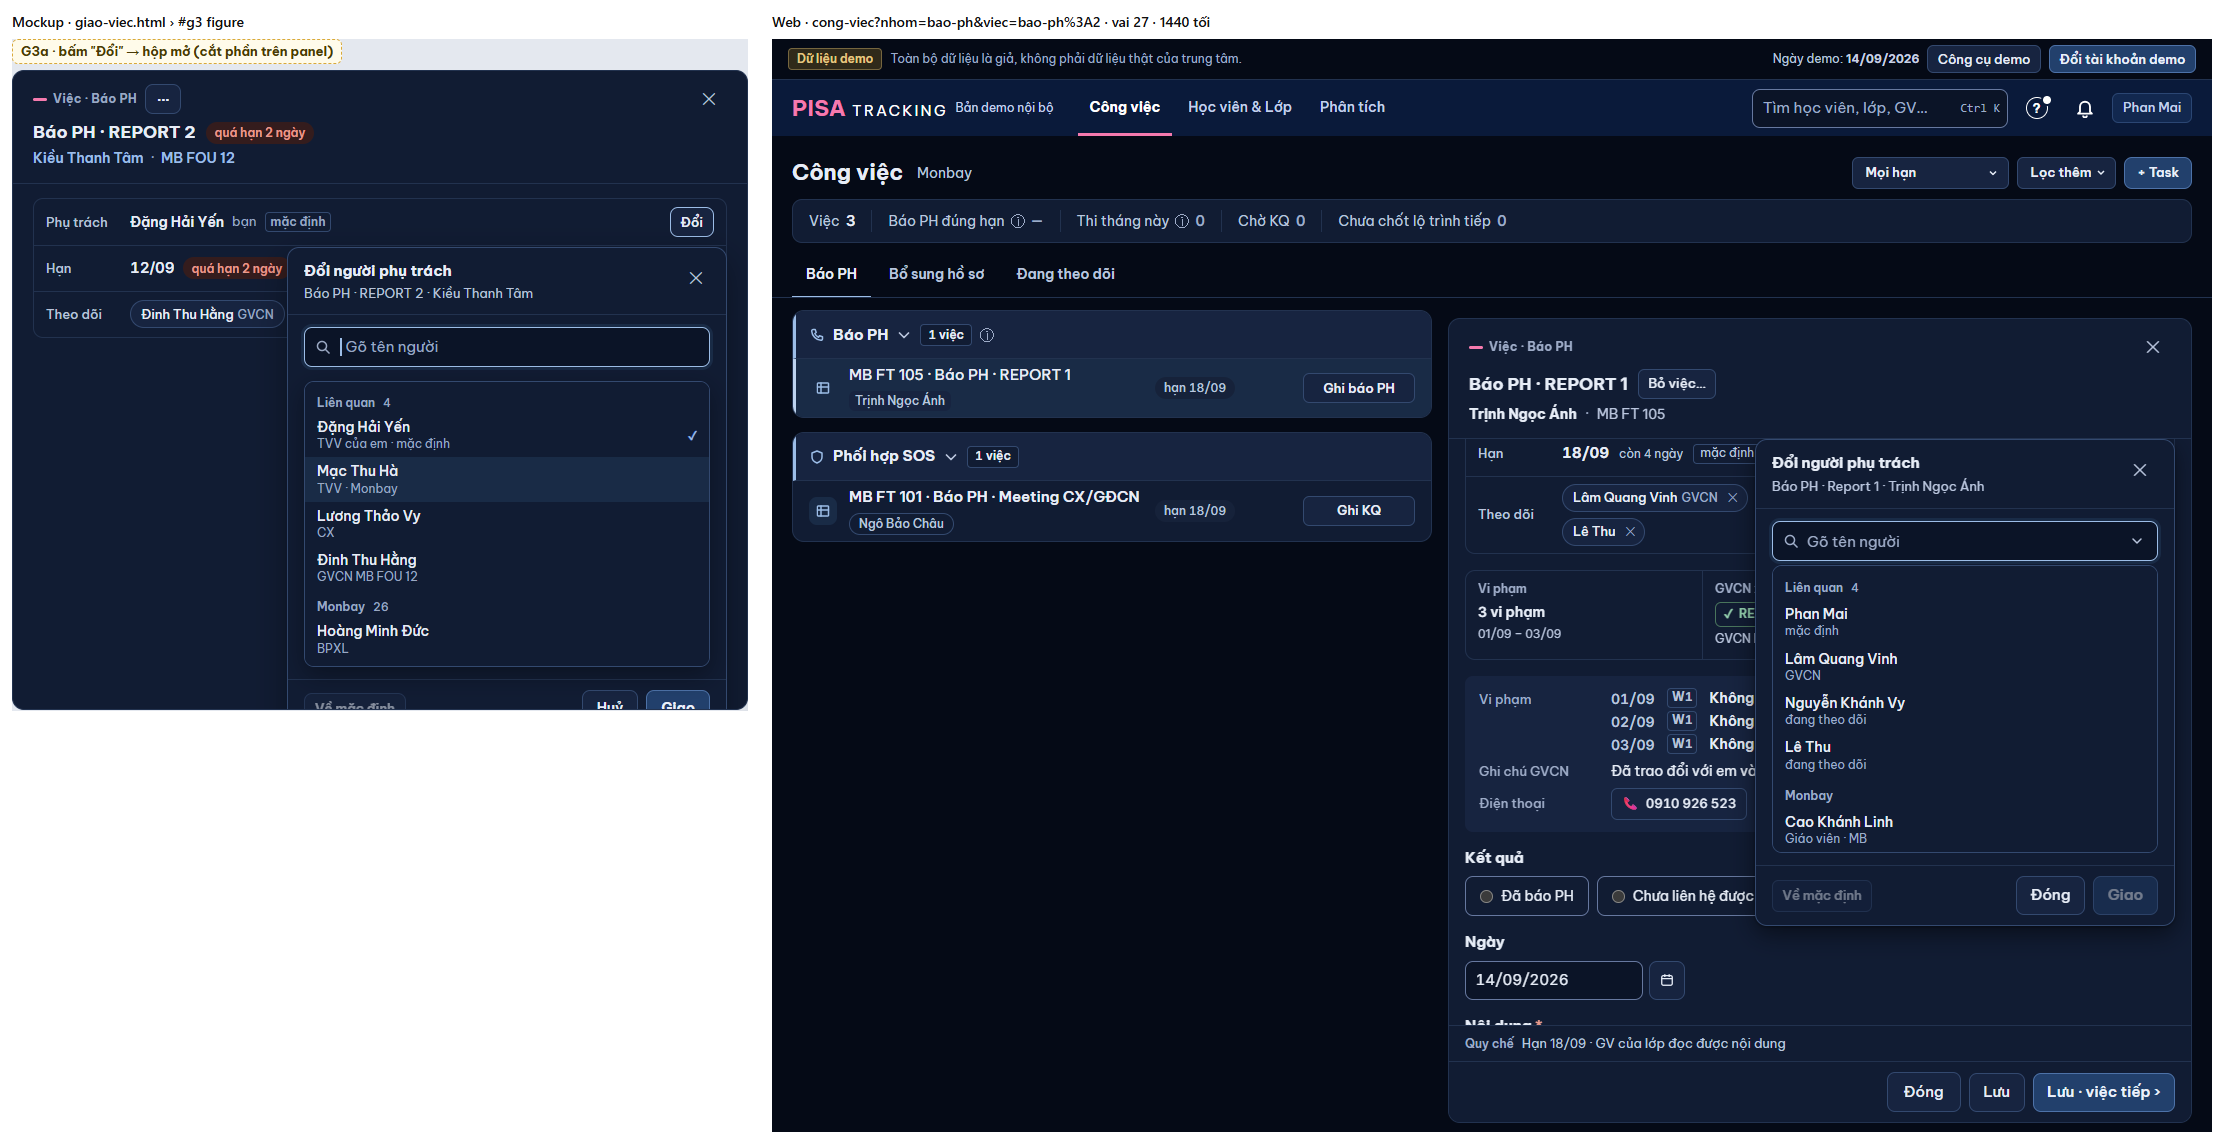 Mockup · giao-viec.html › #g3 figure
G3a · bấm "Đổi" → hộp mở (cắt phần trên panel)
Việc · Báo PH ...
Báo PH · REPORT 2 quá hạn 2 ngày
Kiều Thanh Tâm · MB FOU 12
Phụ trách Đặng Hải Yến bạn mặc định Đổi
Hạn 12/09 quá hạn 2 ngày
Theo dõi Đinh Thu Hằng GVCN
Đổi người phụ trách
Báo PH · REPORT 2 · Kiều Thanh Tâm
Gõ tên người
Liên quan 4
Đặng Hải Yến
TVV của em · mặc định
Mạc Thu Hà
TVV · Monbay
Lương Thảo Vy
CX
Đinh Thu Hằng
GVCN MB FOU 12
Monbay 26
Hoàng Minh Đức
BPXL
Về mặc định Huỷ Giao
Web · cong-viec?nhom=bao-ph&viec=bao-ph%3A2 · vai 27 · 1440 tối
Dữ liệu demo Toàn bộ dữ liệu là giả, không phải dữ liệu thật của trung tâm.
Ngày demo: 14/09/2026 Công cụ demo Đổi tài khoản demo
PISA TRACKING Bản demo nội bộ Công việc Học viên & Lớp Phân tích
Tìm học viên, lớp, GV... Ctrl K ? Phan Mai
Công việc Monbay
Mọi hạn Lọc thêm + Task
Việc 3 Báo PH đúng hạn – Thi tháng này 0 Chờ KQ 0 Chưa chốt lộ trình tiếp 0
Báo PH Bổ sung hồ sơ Đang theo dõi
Báo PH 1 việc
MB FT 105 · Báo PH · REPORT 1
Trịnh Ngọc Ánh
hạn 18/09 Ghi báo PH
Phối hợp SOS 1 việc
MB FT 101 · Báo PH · Meeting CX/GĐCN
Ngô Bảo Châu
hạn 18/09 Ghi KQ
Việc · Báo PH
Báo PH · REPORT 1 Bỏ việc...
Trịnh Ngọc Ánh · MB FT 105
Hạn 18/09 còn 4 ngày mặc định
Theo dõi Lâm Quang Vinh GVCN
Lê Thu
Vi phạm
3 vi phạm
01/09 – 03/09
GVCN
✓ RE
GVCN
Vi phạm 01/09 W1 Không
02/09 W1 Không
03/09 W1 Không
Ghi chú GVCN Đã trao đổi với em và
Điện thoại 0910 926 523
Kết quả
Đã báo PH Chưa liên hệ được
Ngày
14/09/2026
Nội dung *
Quy chế Hạn 18/09 · GV của lớp đọc được nội dung
Đóng Lưu Lưu · việc tiếp ›
Đổi người phụ trách
Báo PH · Report 1 · Trịnh Ngọc Ánh
Gõ tên người
Liên quan 4
Phan Mai
mặc định
Lâm Quang Vinh
GVCN
Nguyễn Khánh Vy
đang theo dõi
Lê Thu
đang theo dõi
Monbay
Cao Khánh Linh
Giáo viên · MB
Về mặc định Đóng Giao